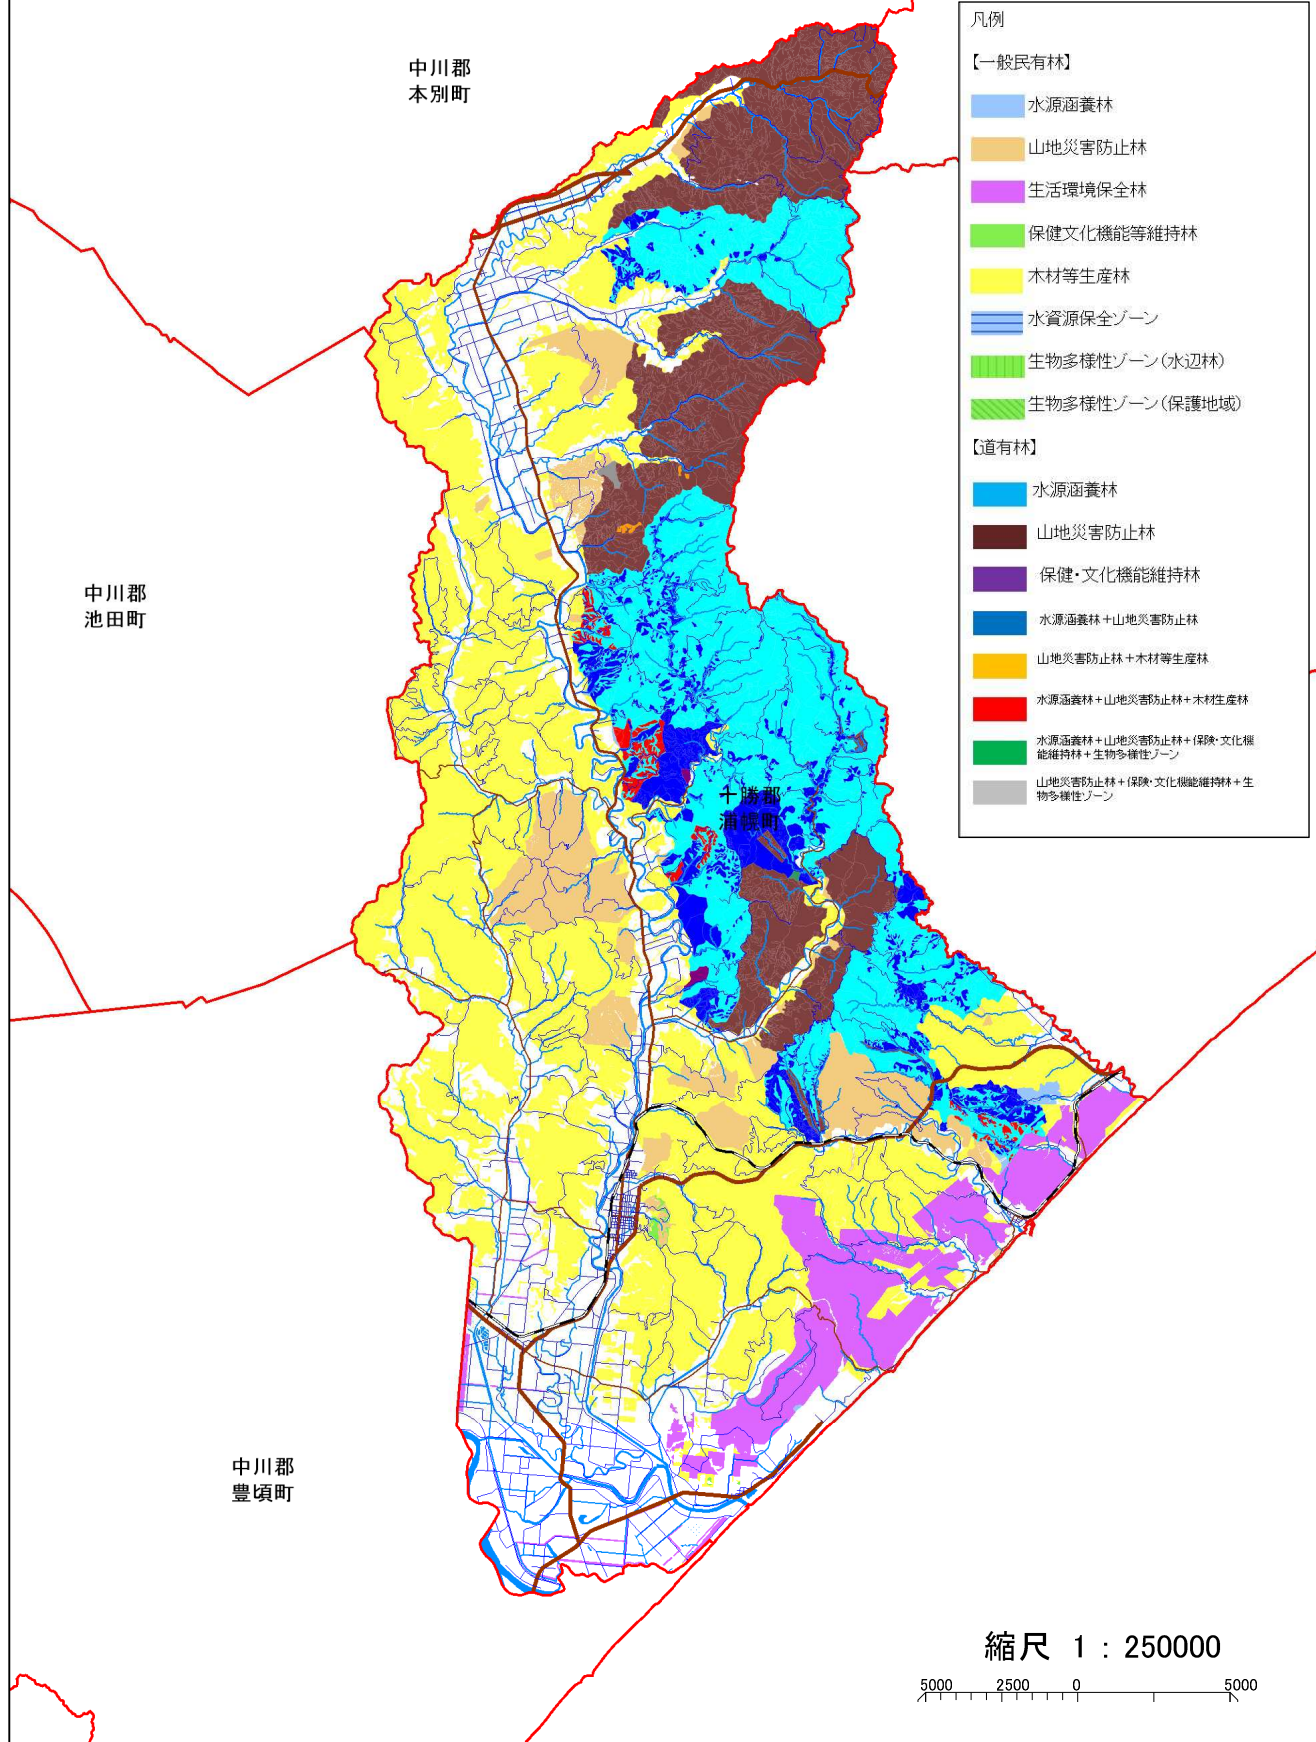 中川郡
本別町
中川郡
池田町
十勝郡
浦幌町
中川郡
豊頃町
凡例
【一般民有林】
水源涵養林
山地災害防止林
生活環境保全林
保健文化機能等維持林
木材等生産林
水資源保全ゾーン
生物多様性ゾーン(水辺林)
生物多様性ゾーン(保護地域)
【道有林】
水源涵養林
山地災害防止林
保健・文化機能維持林
水源涵養林+山地災害防止林
山地災害防止林+木材等生産林
水源涵養林+山地災害防止林+木材生産林
水源涵養林+山地災害防止林+保険・文化機
能維持林+生物多様性ゾーン
山地災害防止林+保険・文化機能維持林+生
物多様性ゾーン
縮尺 1 : 250000
5000 2500 0 5000